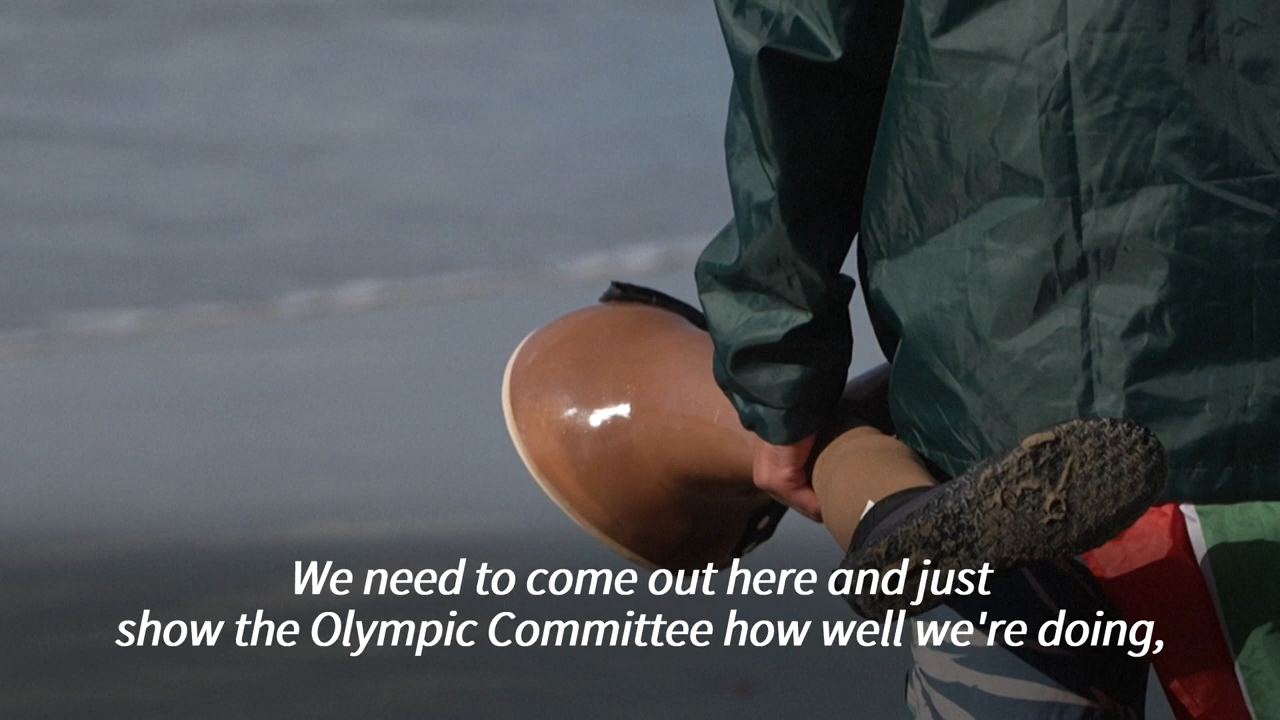 We need to come out here and just
show the Olympic Committee how well we're doing,